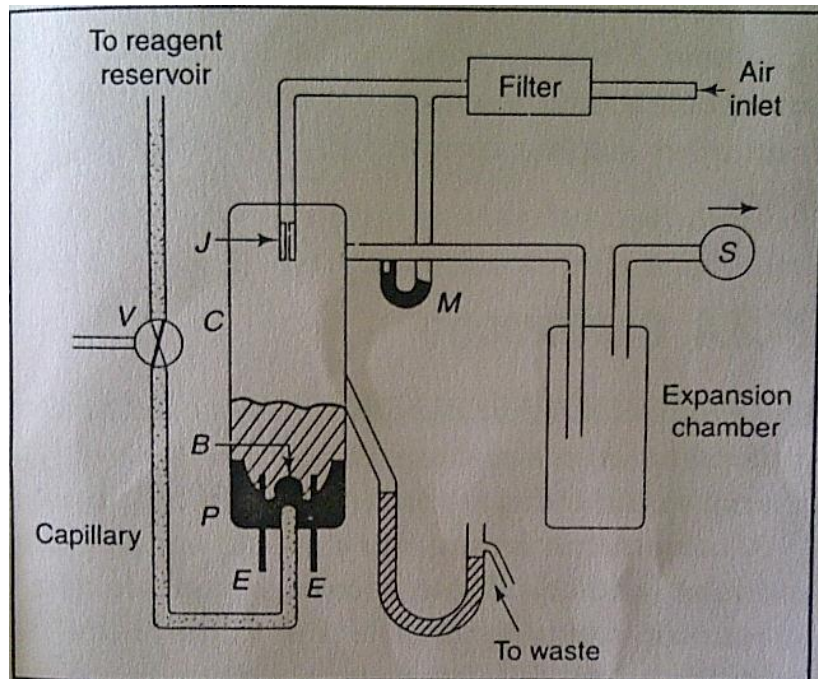 To reagent
reservoir
Filter
Air
inlet
J
S
V
C
M
B
Expansion
chamber
P
Capillary
E
E
To waste